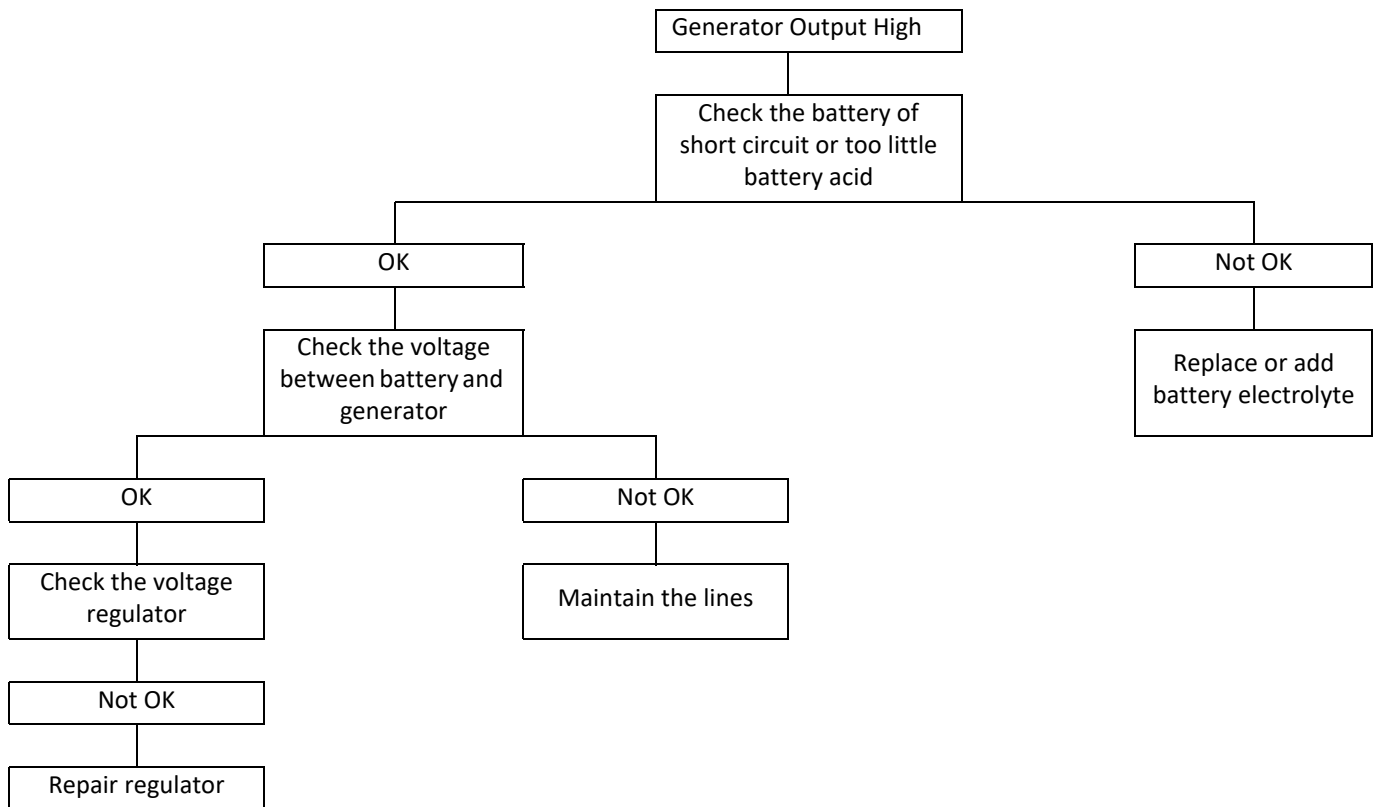 Generator Output High
Check the battery of
short circuit or too little
battery acid
OK
Not OK
Check the voltage
between battery and
generator
Replace or add
battery electrolyte
OK
Not OK
Check the voltage
regulator
Maintain the lines
Not OK
Repair regulator